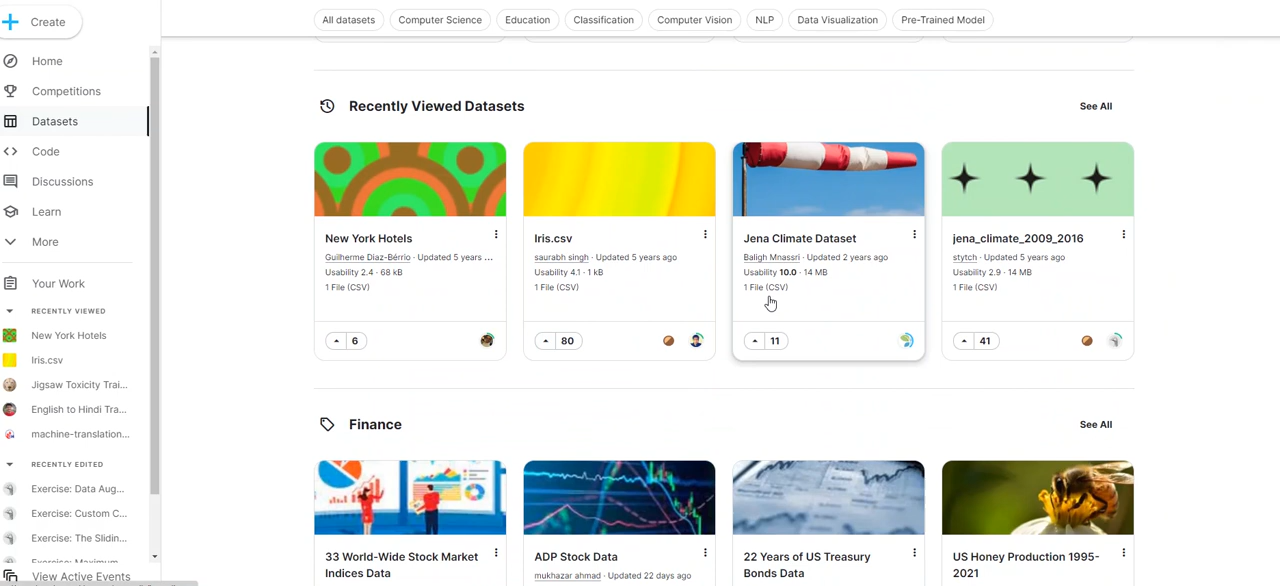 Create
All datasets
Computer Science
Education
Classification
Computer Vision
NLP
Data Visualization
Pre-Trained Model
Home
Competitions
Datasets
Code
Discussions
Learn
More
Your Work
RECENTLY VIEWED
New York Hotels
Iris.csv
Jigsaw Toxicity Trai...
English to Hindi Tra...
machine-translation...
RECENTLY EDITED
Exercise: Data Aug...
Exercise: Custom C...
Exercise: The Slidin...
Exercise: Maximum...
View Active Events
Recently Viewed Datasets
See All
New York Hotels
Guilherme Diaz-Bérrio · Updated 5 years ...
Usability 2.4 · 68 kB
1 File (CSV)
6
Iris.csv
saurabh singh · Updated 5 years ago
Usability 4.1 · 1 kB
1 File (CSV)
80
Jena Climate Dataset
Baligh Mnassri · Updated 2 years ago
Usability 10.0 · 14 MB
1 File (CSV)
11
jena_climate_2009_2016
stytch · Updated 5 years ago
Usability 2.9 · 14 MB
1 File (CSV)
41
Finance
See All
33 World-Wide Stock Market
Indices Data
ADP Stock Data
mukhazar ahmad · Updated 22 days ago
22 Years of US Treasury
Bonds Data
US Honey Production 1995-
2021